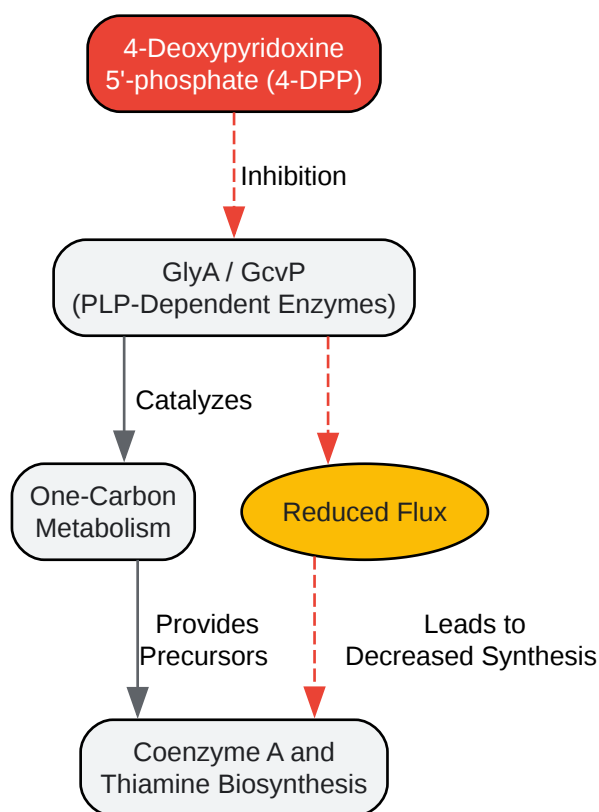 4-Deoxypyridoxine
5'-phosphate (4-DPP)
Inhibition
GlyA / GcvP
(PLP-Dependent Enzymes)
Catalyzes
One-Carbon
Metabolism
Reduced Flux
Provides
Precursors
Leads to
Decreased Synthesis
Coenzyme A and
Thiamine Biosynthesis